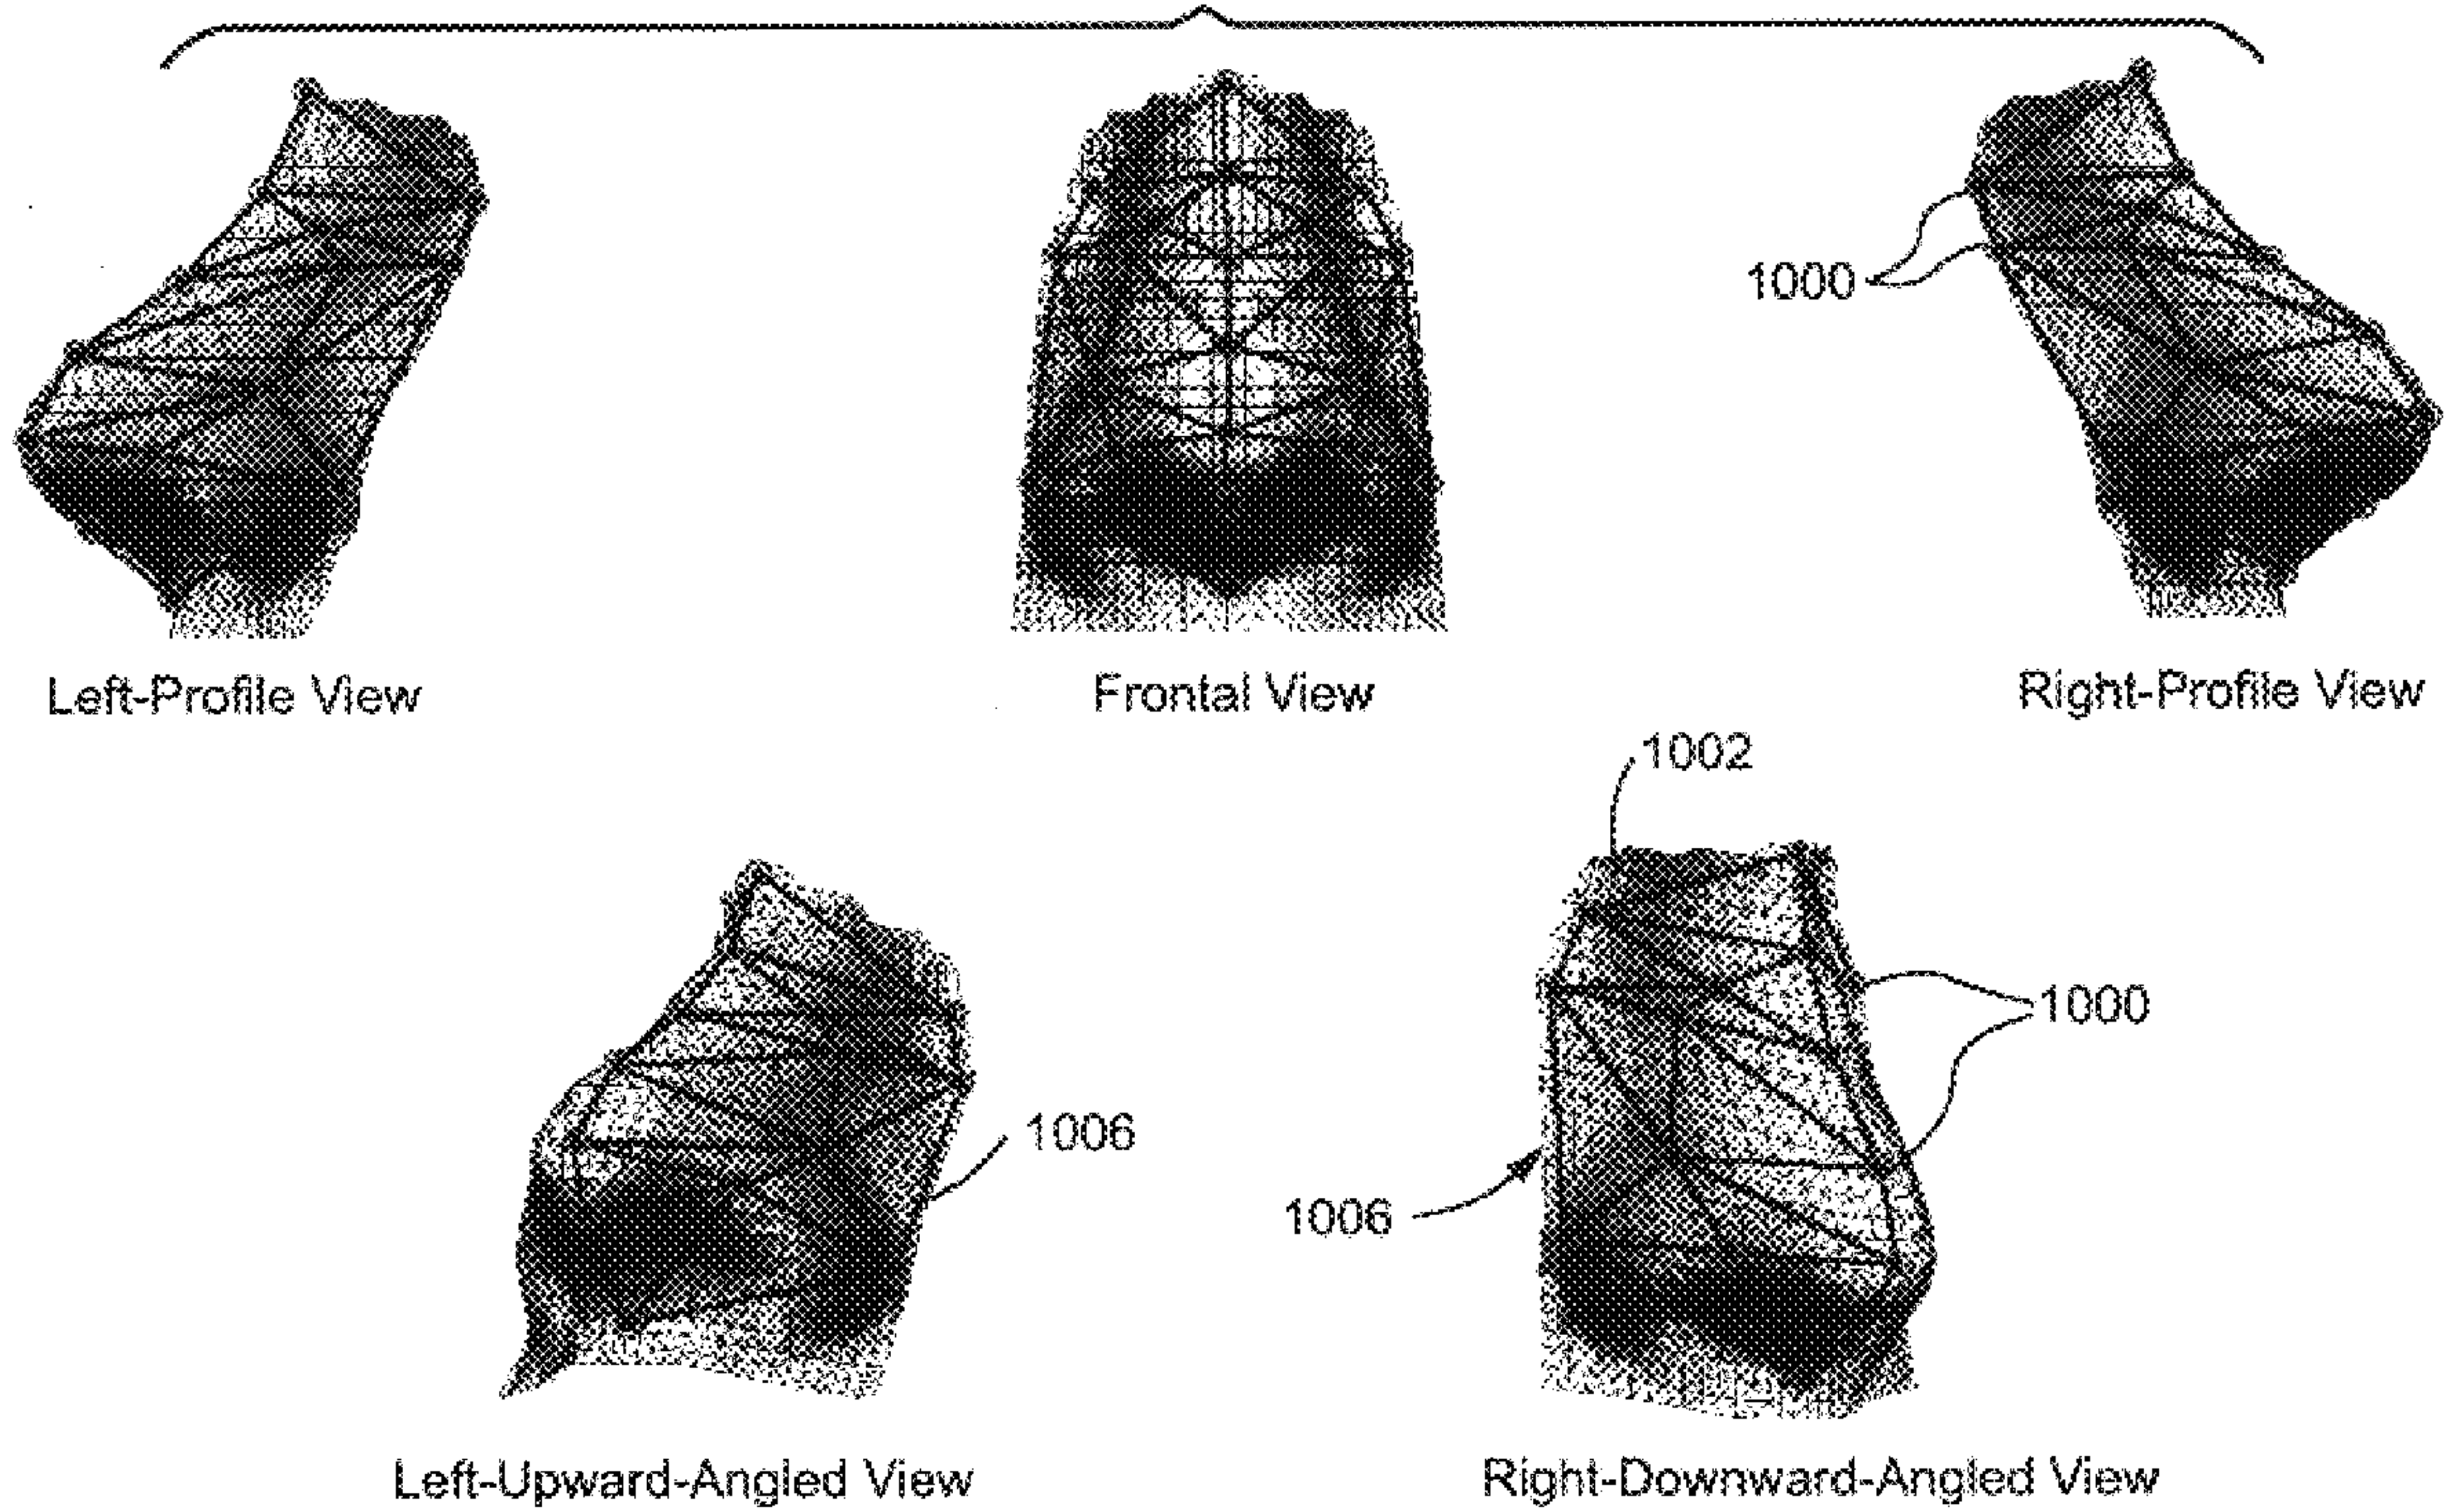 1000
Left-Profile View
Frontal View
Right-Profile View
1002
1000
1006
1006
Left-Upward-Angled View
Right-Downward-Angled View